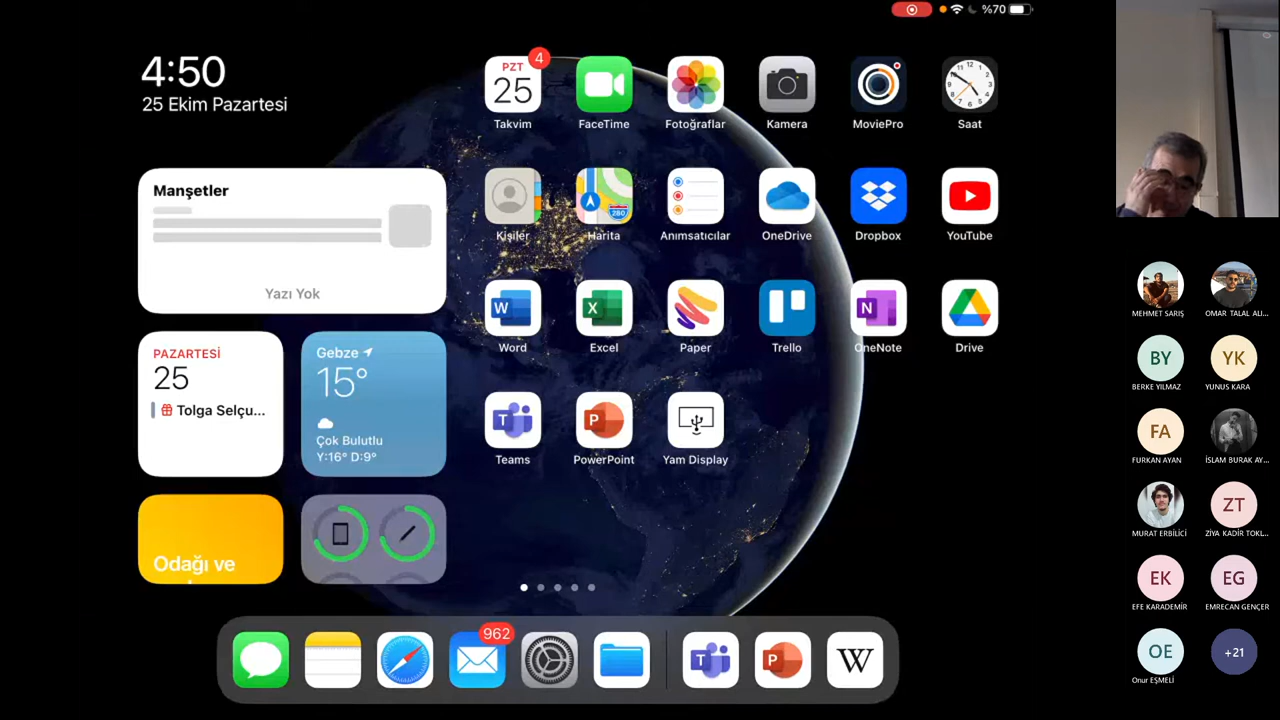 %70
4:50
25 Ekim Pazartesi
Manşetler
Yazı Yok
PAZARTESİ
25
Tolga Selçu...
Gebze
15°
Çok Bulutlu
Y:16° D:9°
Odağı ve
4
PZT
25
Takvim
FaceTime
Fotoğraflar
Kamera
MoviePro
Saat
Kişiler
280
Harita
Anımsatıcılar
OneDrive
Dropbox
YouTube
W
Word
X
Excel
Paper
Trello
N
OneNote
Drive
T
Teams
P
PowerPoint
Yam Display
962
T
P
W
MEHMET SARIŞ
OMAR TALAL ALI...
BY
BERKE YILMAZ
YK
YUNUS KARA
FA
FURKAN AYAN
İSLAM BURAK AY...
MURAT ERBİLİCİ
ZT
ZİYA KADİR TOKL...
EK
EFE KARADEMİR
EG
EMRECAN GENÇER
OE
Onur EŞMELİ
+21